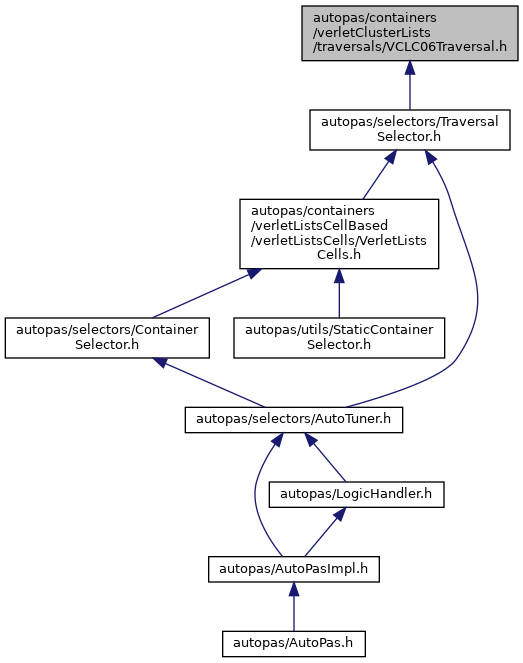 autopas/containers
/verletClusterLists
/traversals/VCLC06Traversal.h
autopas/selectors/Traversal
Selector.h
autopas/containers
/verletListsCellBased
/verletListsCells/VerletLists
Cells.h
autopas/selectors/Container
Selector.h
autopas/utils/StaticContainer
Selector.h
autopas/selectors/AutoTuner.h
autopas/LogicHandler.h
autopas/AutoPasImpl.h
autopas/AutoPas.h